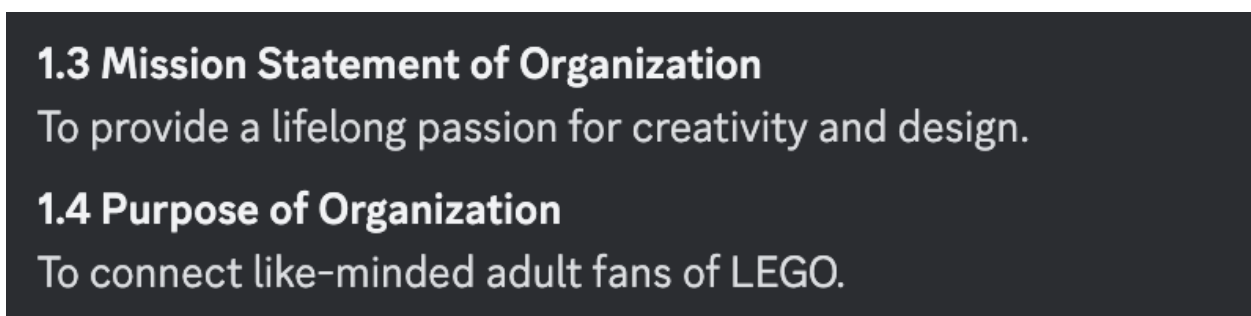 1.3 Mission Statement of Organization
To provide a lifelong passion for creativity and design.
1.4 Purpose of Organization
To connect like-minded adult fans of LEGO.